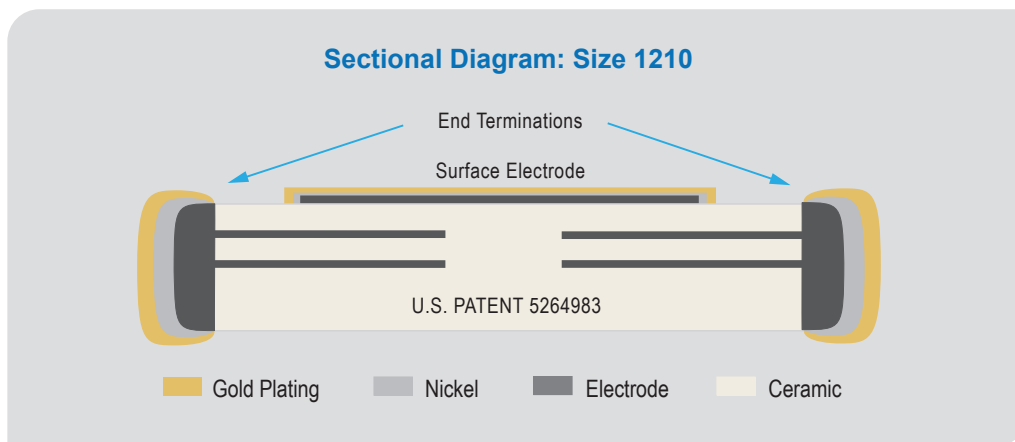 Sectional Diagram: Size 1210
End Terminations
Surface Electrode
U.S. PATENT 5264983
Gold Plating Nickel Electrode Ceramic